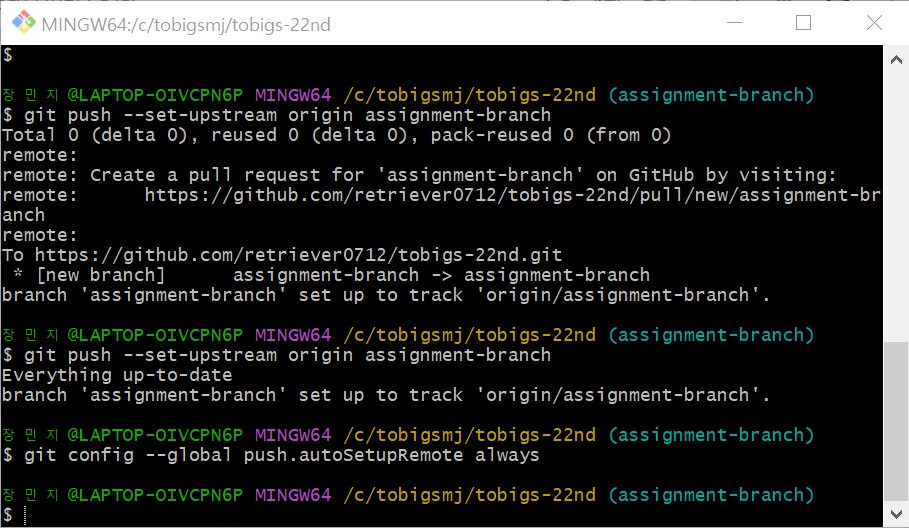 MINGW64:/c/tobigsmj/tobigs-22nd
$
장 민 지 @LAPTOP-OIVCPN6P MINGW64 /c/tobigsmj/tobigs-22nd (assignment-branch)
$ git push --set-upstream origin assignment-branch
Total 0 (delta 0), reused 0 (delta 0), pack-reused 0 (from 0)
remote:
remote: Create a pull request for 'assignment-branch' on GitHub by visiting:
remote:      https://github.com/retriever0712/tobigs-22nd/pull/new/assignment-br
anch
remote:
To https://github.com/retriever0712/tobigs-22nd.git
 * [new branch]      assignment-branch -> assignment-branch
branch 'assignment-branch' set up to track 'origin/assignment-branch'.
장 민 지 @LAPTOP-OIVCPN6P MINGW64 /c/tobigsmj/tobigs-22nd (assignment-branch)
$ git push --set-upstream origin assignment-branch
Everything up-to-date
branch 'assignment-branch' set up to track 'origin/assignment-branch'.
장 민 지 @LAPTOP-OIVCPN6P MINGW64 /c/tobigsmj/tobigs-22nd (assignment-branch)
$ git config --global push.autoSetupRemote always
장 민 지 @LAPTOP-OIVCPN6P MINGW64 /c/tobigsmj/tobigs-22nd (assignment-branch)
$